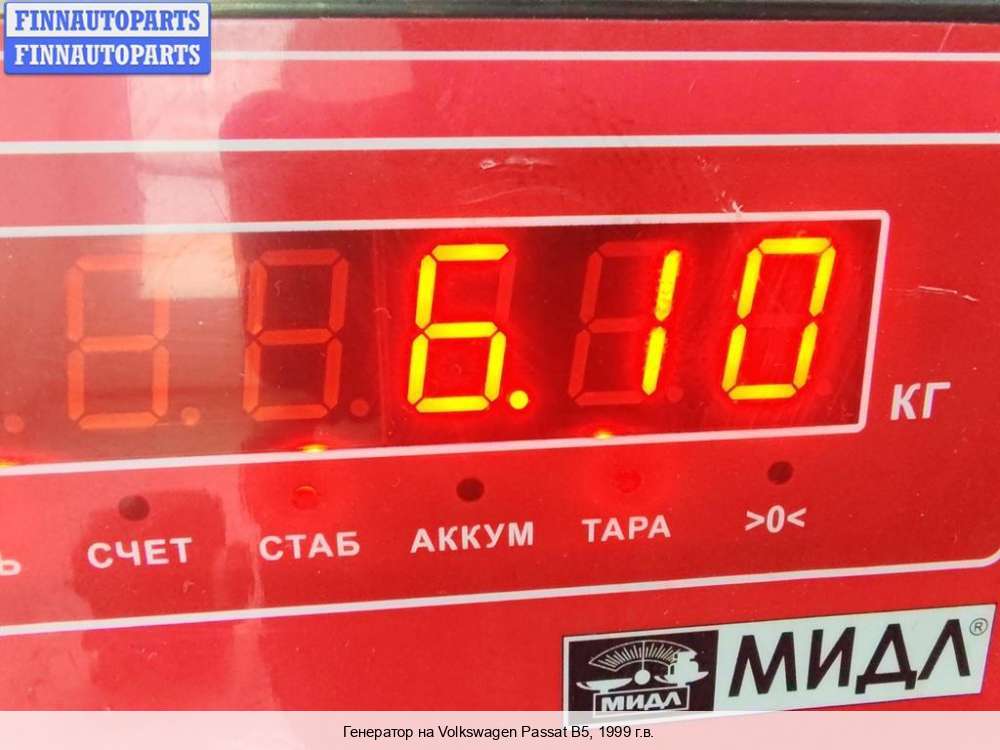 FINNAUTOPARTS
FINNAUTOPARTS
6.10
КГ
СЧЕТ СТАБ АККУМ ТАРА >0<
МИДЛ МИДЛ®
Генератор на Volkswagen Passat B5, 1999 г.в.